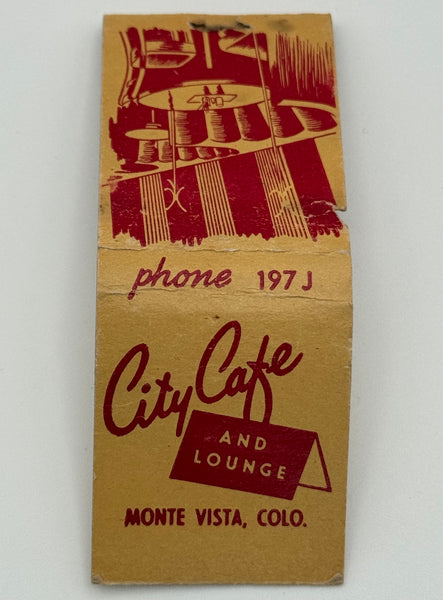 phone 197 J
City Cafe
AND
LOUNGE
MONTE VISTA, COLO.